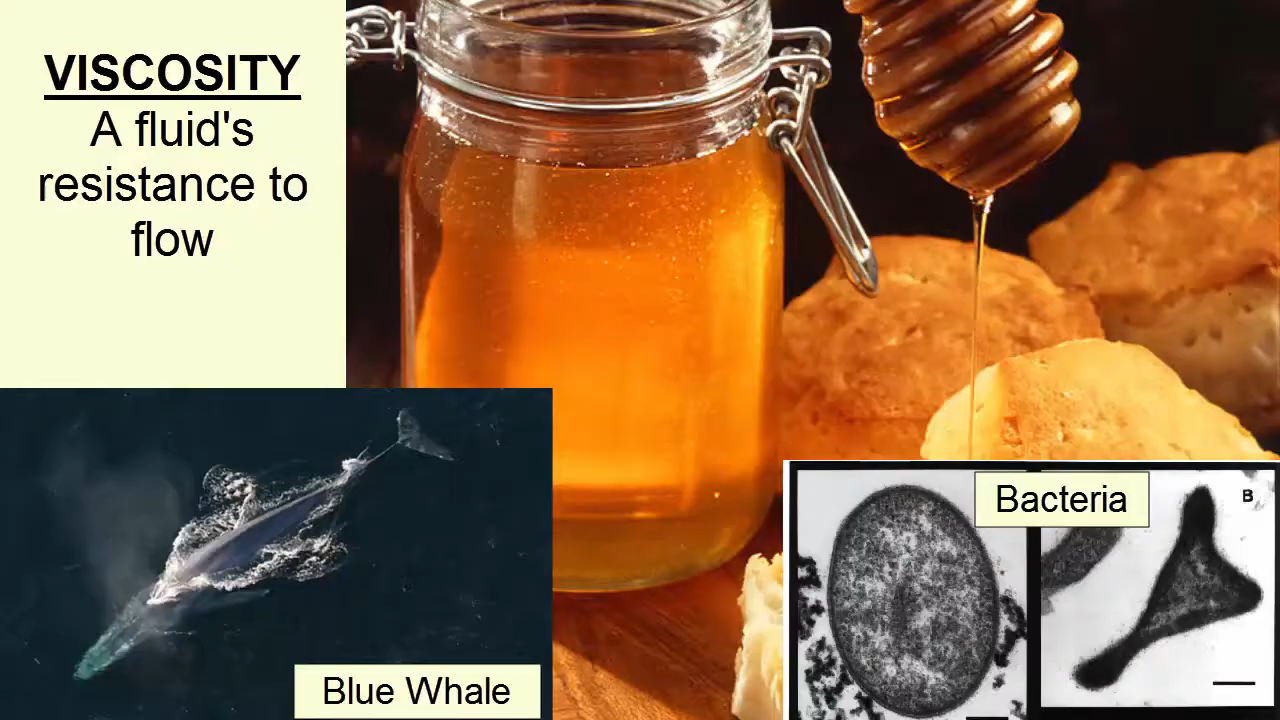 VISCOSITY
A fluid's
resistance to
flow
Bacteria
B
Blue Whale